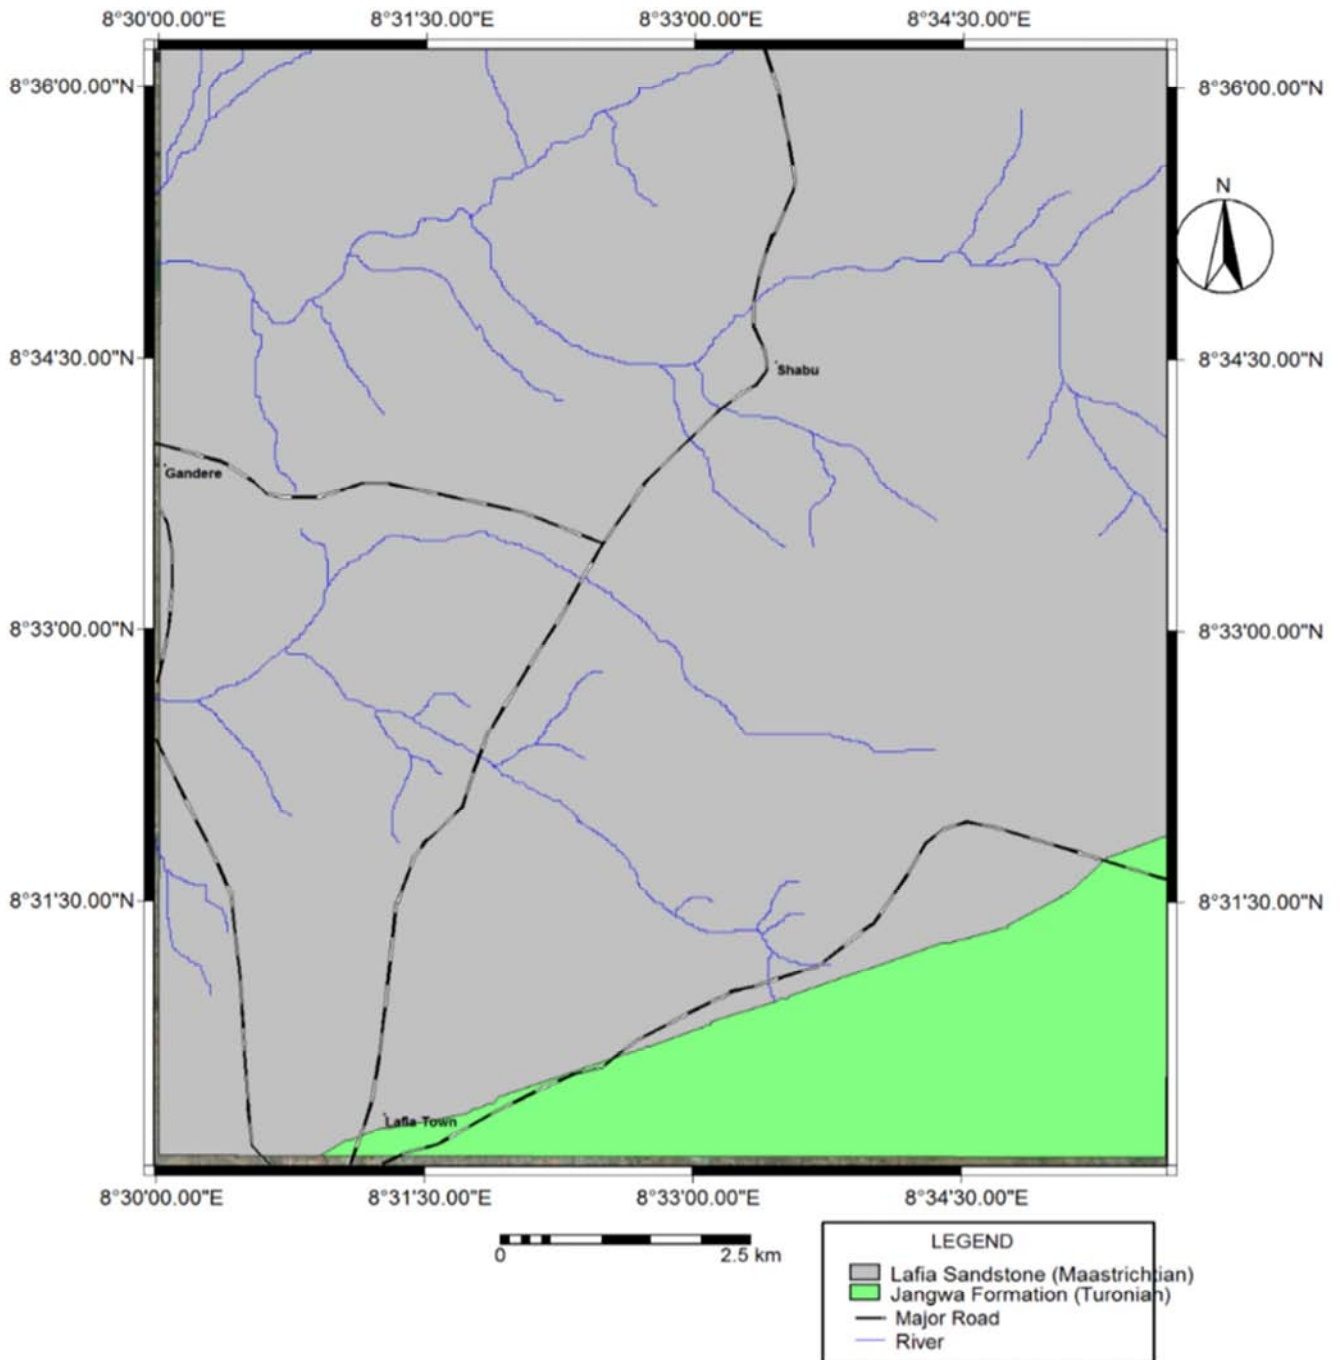 8°30'00.00"E 8°31'30.00"E 8°33'00.00"E 8°34'30.00"E
8°36'00.00"N 8°36'00.00"N
N
8°34'30.00"N 8°34'30.00"N
Shabu
Gandere
8°33'00.00"N 8°33'00.00"N
8°31'30.00"N 8°31'30.00"N
Lafia Town
8°30'00.00"E 8°31'30.00"E 8°33'00.00"E 8°34'30.00"E
0 2.5 km
LEGEND
Lafia Sandstone (Maastrichtian)
Jangwa Formation (Turonian)
Major Road
River